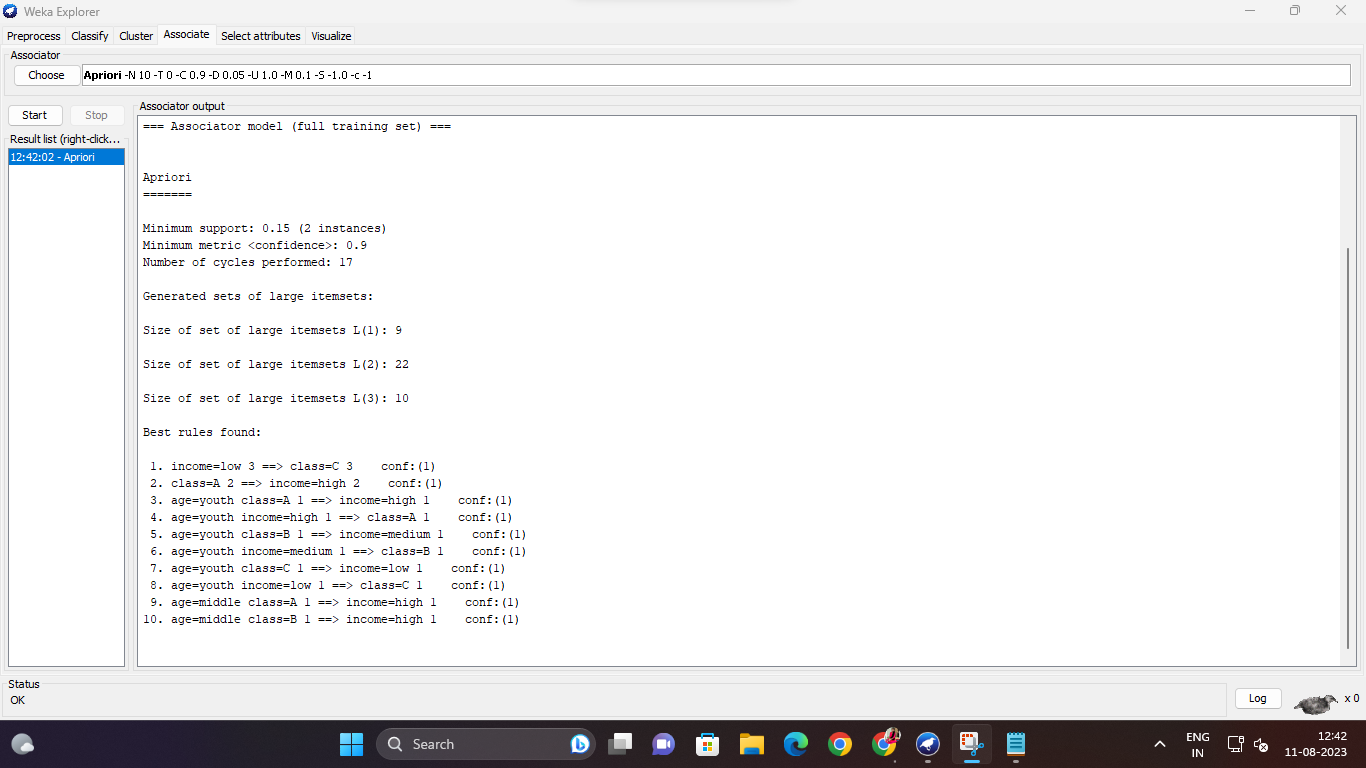 Weka Explorer
Preprocess Classify Cluster Associate Select attributes Visualize
Associator
Choose Apriori -N 10 -T 0 -C 0.9 -D 0.05 -U 1.0 -M 0.1 -S -1.0 -c -1
Start Stop
Result list (right-click...
12:42:02 - Apriori
Associator output
=== Associator model (full training set) ===
Apriori
=======
Minimum support: 0.15 (2 instances)
Minimum metric <confidence>: 0.9
Number of cycles performed: 17
Generated sets of large itemsets:
Size of set of large itemsets L(1): 9
Size of set of large itemsets L(2): 22
Size of set of large itemsets L(3): 10
Best rules found:
1. income=low 3 ==> class=C 3 conf:(1)
2. class=A 2 ==> income=high 2 conf:(1)
3. age=youth class=A 1 ==> income=high 1 conf:(1)
4. age=youth income=high 1 ==> class=A 1 conf:(1)
5. age=youth class=B 1 ==> income=medium 1 conf:(1)
6. age=youth income=medium 1 ==> class=B 1 conf:(1)
7. age=youth class=C 1 ==> income=low 1 conf:(1)
8. age=youth income=low 1 ==> class=C 1 conf:(1)
9. age=middle class=A 1 ==> income=high 1 conf:(1)
10. age=middle class=B 1 ==> income=high 1 conf:(1)
Status
OK
Log x 0
Search
ENG
IN
12:42
11-08-2023